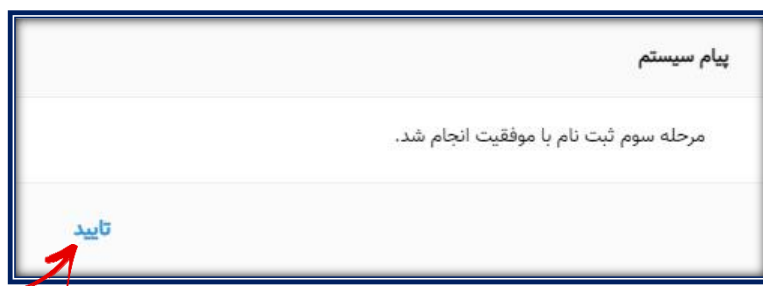 پیام سیستم
مرحله سوم ثبت نام با موفقیت انجام شد.
تایید